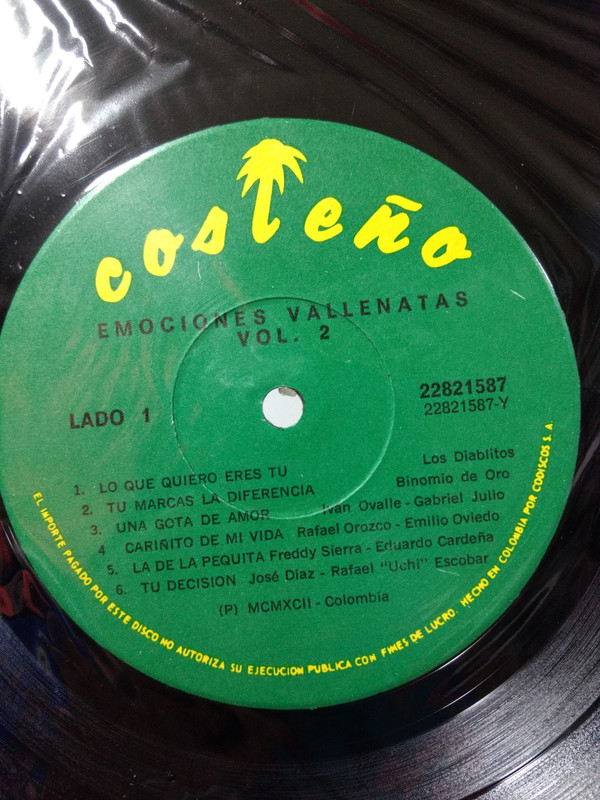 costeño
EMOCIONES VALLENATAS
VOL. 2
LADO 1
22821587
22821587-Y
1. LO QUE QUIERO ERES TU Los Diablitos
2. TU MARCAS LA DIFERENCIA Binomio de Oro
3. UNA GOTA DE AMOR Ivan Ovalle - Gabriel Julio
4 CARIÑITO DE MI VIDA Rafael Orozco - Emilio Oviedo
5. LA DE LA PEQUITA Freddy Sierra - Eduardo Cardeña
6. TU DECISION José Diaz - Rafael "Uchi" Escobar
(P) MCMXCII - Colombia
EL IMPORTE PAGADO POR ESTE DISCO NO AUTORIZA SU EJECUCION PUBLICA CON FINES DE LUCRO. HECHO EN COLOMBIA POR CODISCOS S.A.